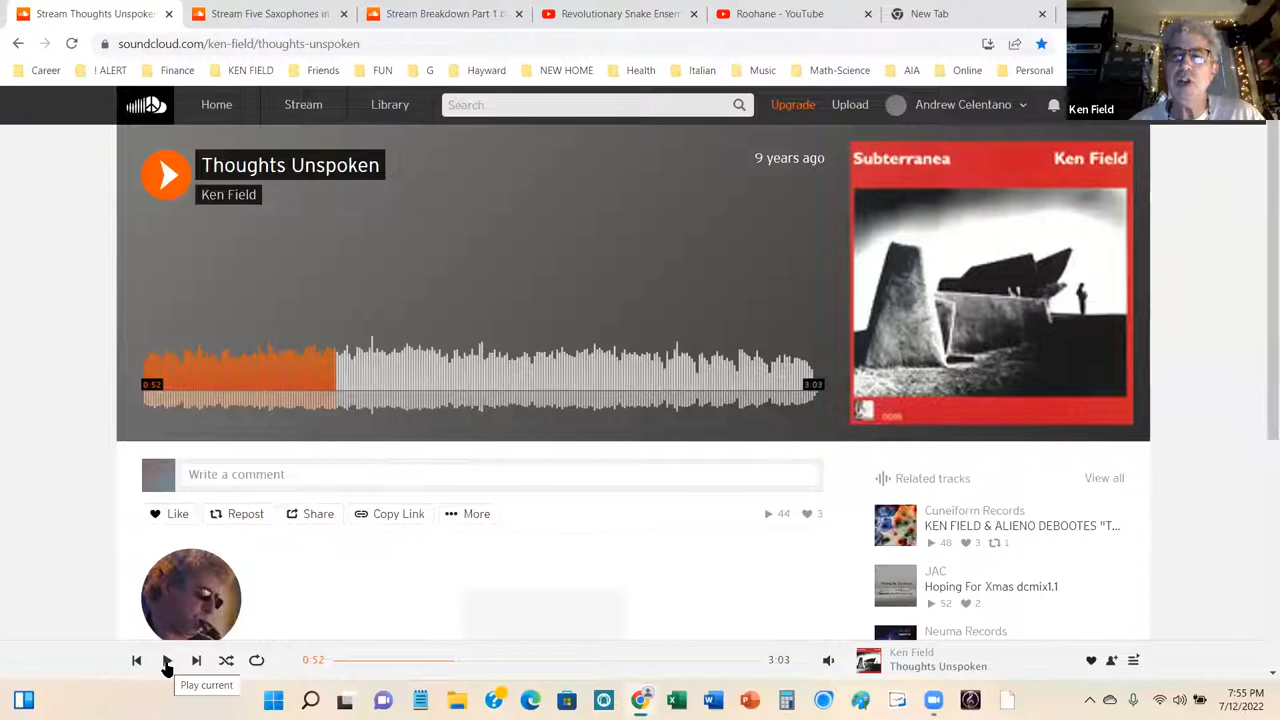 Stream Thoughts Unspoken
Stream Five Saxophones in
Stream Breakdown Part 1 b
Revolutionary Snake Ensem
Roohane - YouTube
New Tab
soundcloud.com/ken-field/thoughts-unspoken
Career
! ALERT
Finance
KEN FIELD
Friends
G
Praywin
NEW HOME
Health
Italian
Music
Science
AIA
Online
Personal
Ken Field
Home
Stream
Library
Search...
Upgrade
Upload
Andrew Celentano
Thoughts Unspoken
Ken Field
9 years ago
Subterranea
Ken Field
0:52
3:03
Write a comment
Like
Repost
Share
Copy Link
More
44
3
Related tracks
View all
Cuneiform Records
KEN FIELD & ALIENO DEBOOTES "T...
48
3
1
JAC
Hoping For Xmas dcmix1.1
52
2
Neuma Records
0:52
3:03
Ken Field
Thoughts Unspoken
Play current
7:55 PM
7/12/2022